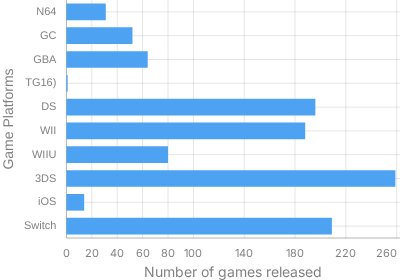 N64
GC
GBA
TG16)
DS
WII
WIIU
3DS
iOS
Switch
Game Platforms
0 20 40 60 80 100 140 180 220 260
Number of games released